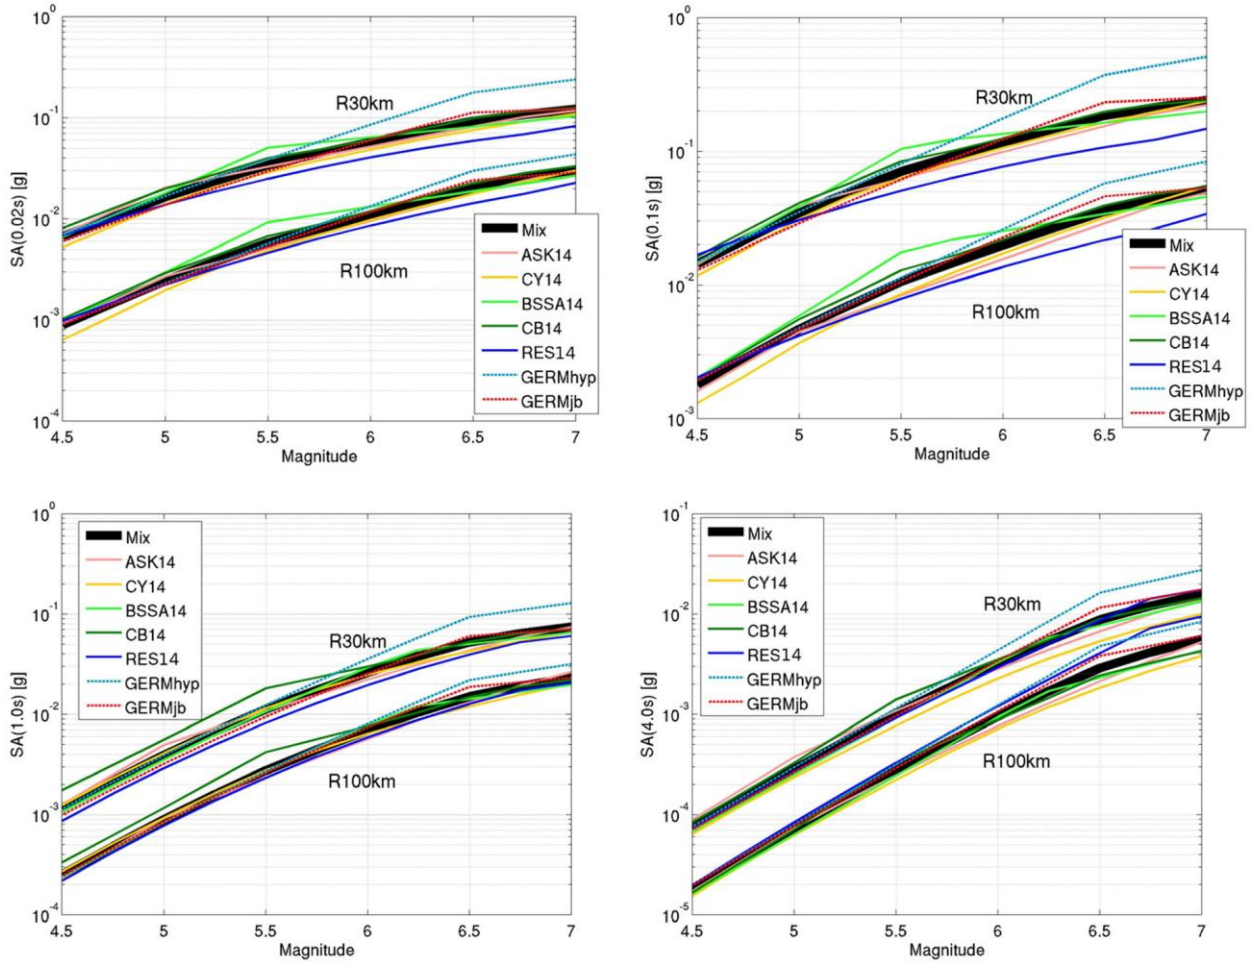 10^0
10^-1
10^-2
10^-3
10^-4
SA(0.02s) [g]
R30km
R100km
Mix
ASK14
CY14
BSSA14
CB14
RES14
GERMhyp
GERMjb
4.5 5 5.5 6 6.5 7
Magnitude
10^0
10^-1
10^-2
10^-3
SA(0.1s) [g]
R30km
R100km
Mix
ASK14
CY14
BSSA14
CB14
RES14
GERMhyp
GERMjb
4.5 5 5.5 6 6.5 7
Magnitude
10^0
10^-1
10^-2
10^-3
10^-4
SA(1.0s) [g]
Mix
ASK14
CY14
BSSA14
CB14
RES14
GERMhyp
GERMjb
R30km
R100km
4.5 5 5.5 6 6.5 7
Magnitude
10^-1
10^-2
10^-3
10^-4
10^-5
SA(4.0s) [g]
Mix
ASK14
CY14
BSSA14
CB14
RES14
GERMhyp
GERMjb
R30km
R100km
4.5 5 5.5 6 6.5 7
Magnitude